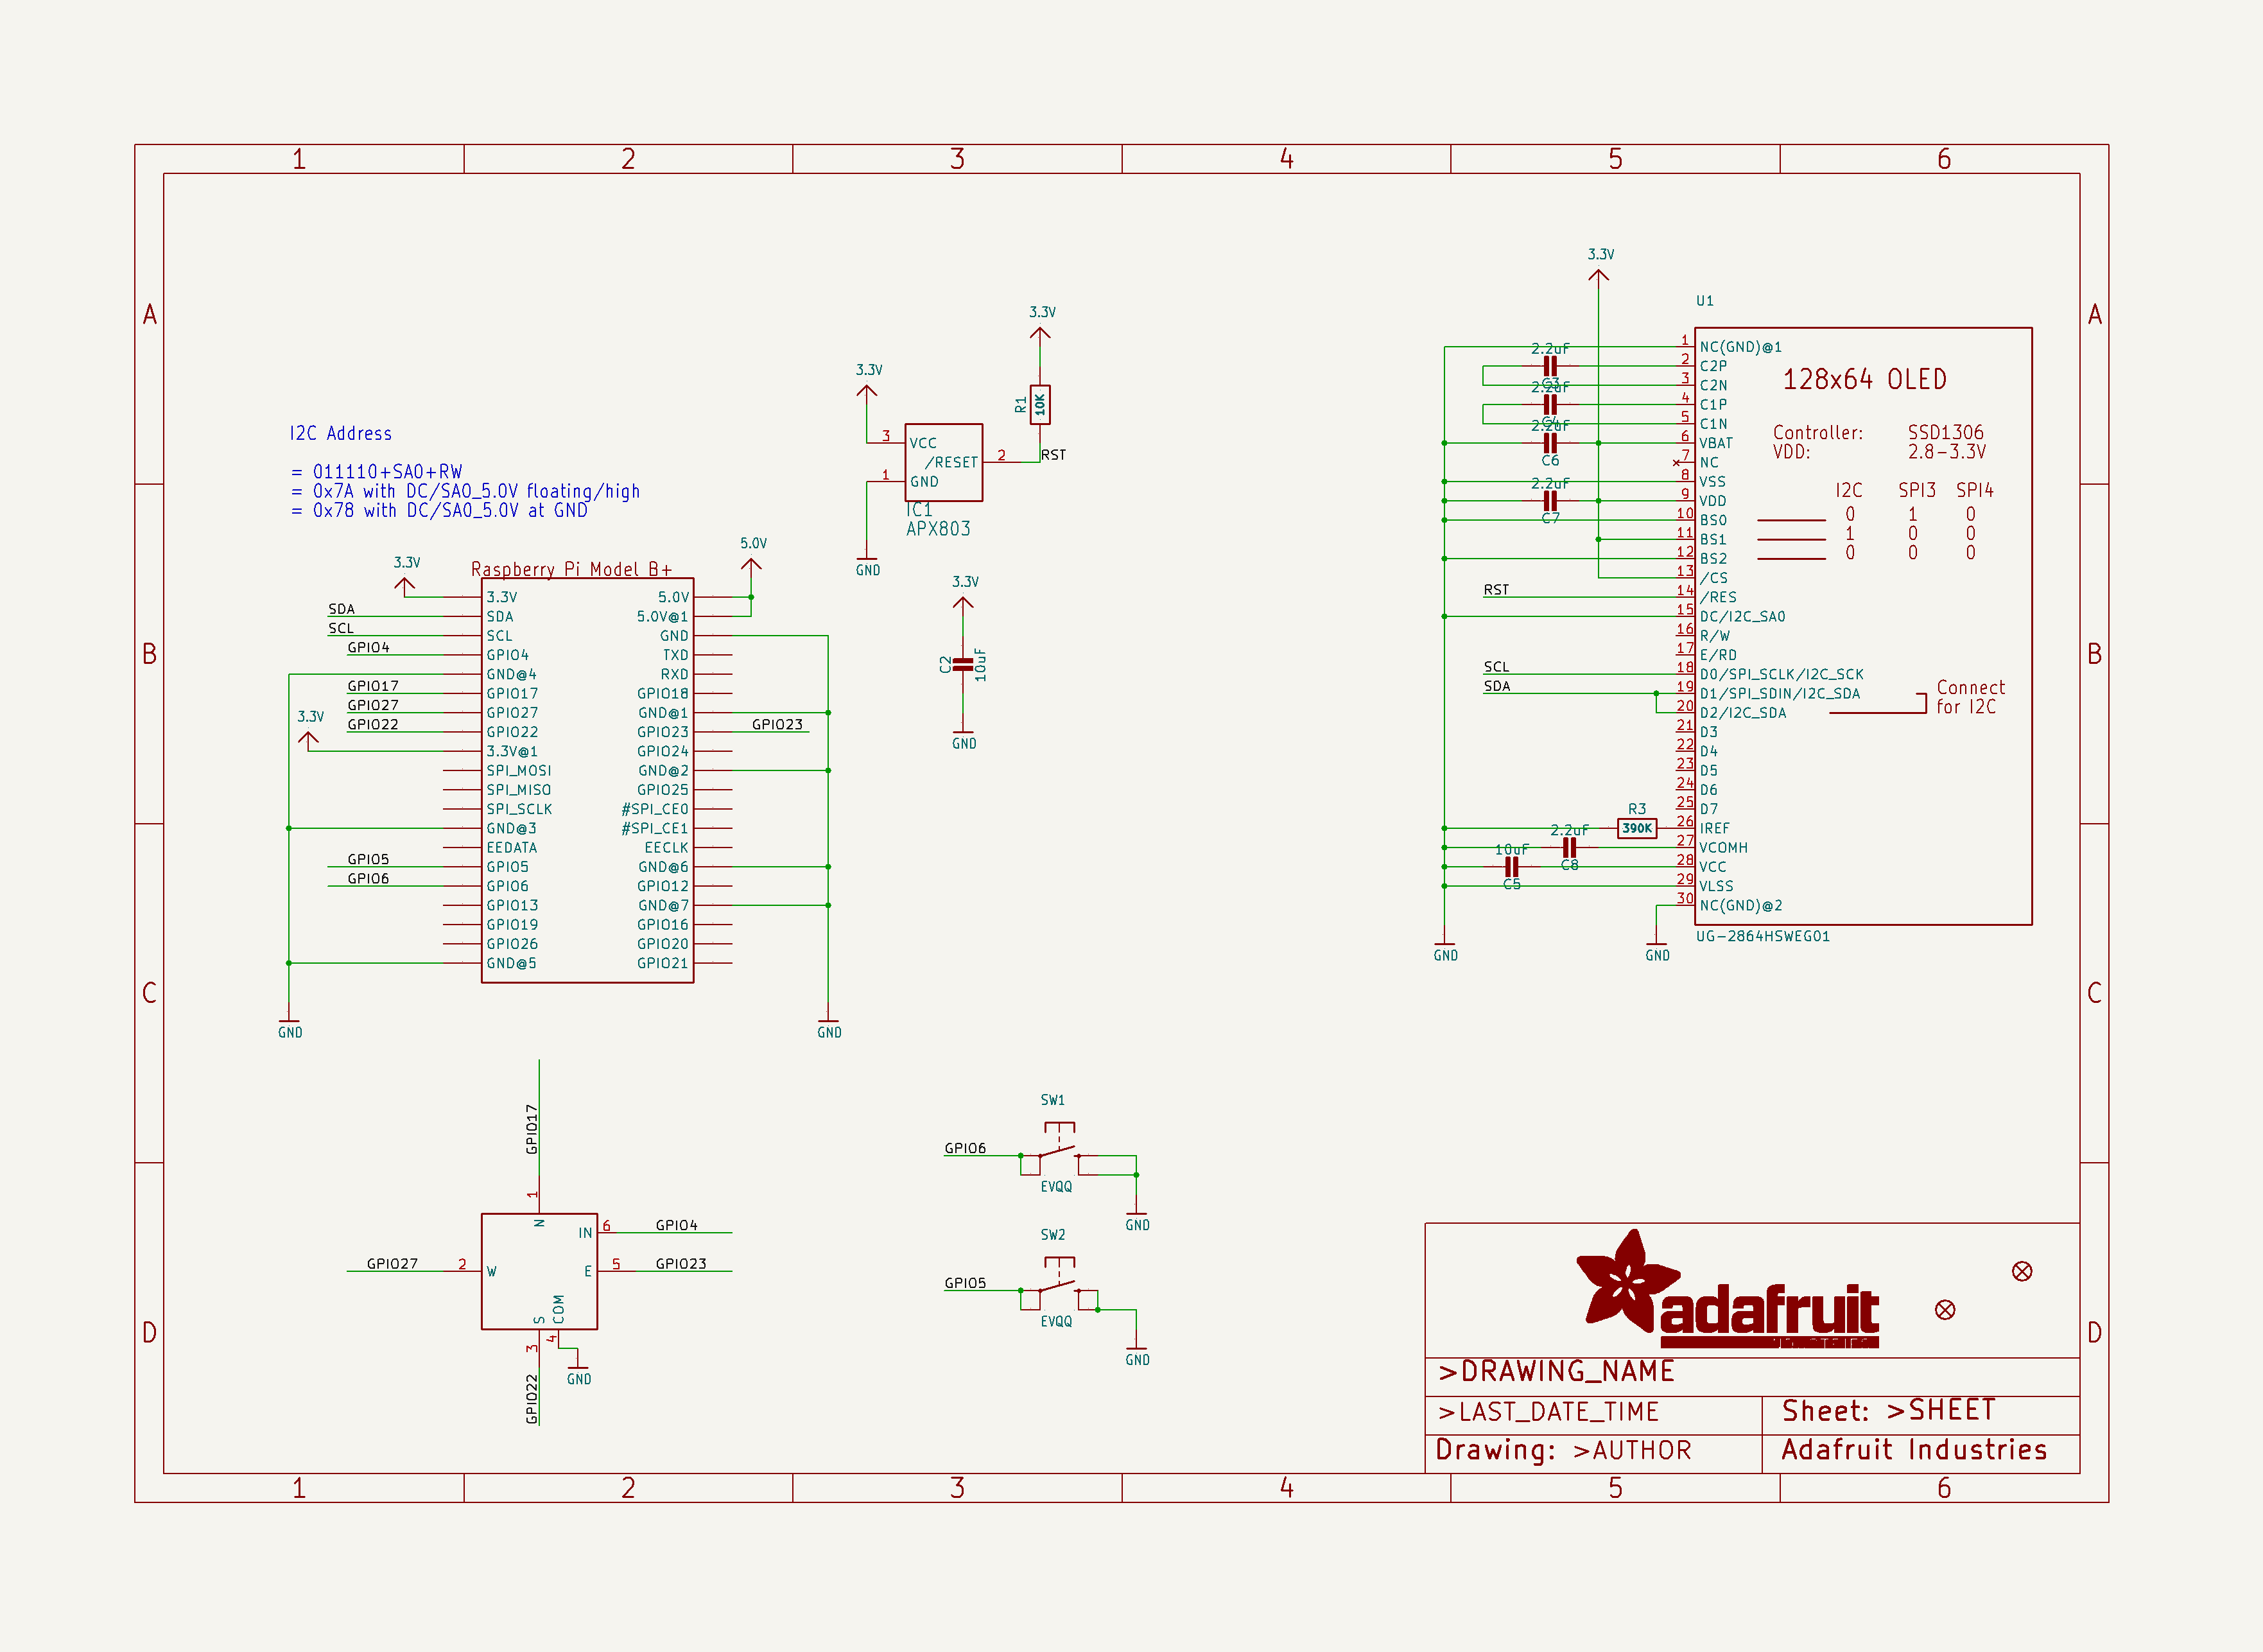 1 2 3 4 5 6
A A
B B
C C
D D
1 2 3 4 5 6
I2C Address
= 011110+SA0+RW
= 0x7A with DC/SA0_5.0V floating/high
= 0x78 with DC/SA0_5.0V at GND
3.3V
5.0V
Raspberry Pi Model B+
3.3V
SDA SDA
SCL SCL
GPIO4 GPIO4
GND@4
GPIO17 GPIO17
GPIO27 GPIO27
GPIO22 GPIO22
3.3V
3.3V@1
SPI_MOSI
SPI_MISO
SPI_SCLK
GND@3
EEDATA
GPIO5 GPIO5
GPIO6 GPIO6
GPIO13
GPIO19
GPIO26
GND@5
5.0V
5.0V@1
GND
TXD
RXD
GPIO18
GND@1
GPIO23 GPIO23
GPIO24
GND@2
GPIO25
#SPI_CE0
#SPI_CE1
EECLK
GND@6
GPIO12
GND@7
GPIO16
GPIO20
GPIO21
GND
GND
3.3V
3.3V
R1
10K
RST
3 VCC
/RESET 2
1 GND
IC1
APX803
GND
3.3V
C2
10uF
GND
3.3V
U1
1 NC(GND)@1
2 C2P
3 C2N
4 C1P
5 C1N
6 VBAT
7 NC
8 VSS
9 VDD
10 BS0
11 BS1
12 BS2
13 /CS
RST 14 /RES
15 DC/I2C_SA0
16 R/W
17 E/RD
SCL 18 D0/SPI_SCLK/I2C_SCK
SDA 19 D1/SPI_SDIN/I2C_SDA
20 D2/I2C_SDA
21 D3
22 D4
23 D5
24 D6
25 D7
26 IREF
27 VCOMH
28 VCC
29 VLSS
30 NC(GND)@2
2.2uF
C3
2.2uF
C4
2.2uF
C6
2.2uF
C7
R3
390K
2.2uF
C8
10uF
C5
GND
GND
UG-2864HSWEG01
128x64 OLED
Controller: SSD1306
VDD: 2.8-3.3V
I2C SPI3 SPI4
0 1 0
1 0 0
0 0 0
Connect
for I2C
GPIO17
1
N
IN 6 GPIO4
GPIO27 2 W
E 5 GPIO23
S
COM
3
4
GND
GPIO22
SW1
GPIO6
EVQQ
GND
SW2
GPIO5
EVQQ
GND
adafruit
>DRAWING_NAME
>LAST_DATE_TIME
Sheet: >SHEET
Drawing: >AUTHOR
Adafruit Industries